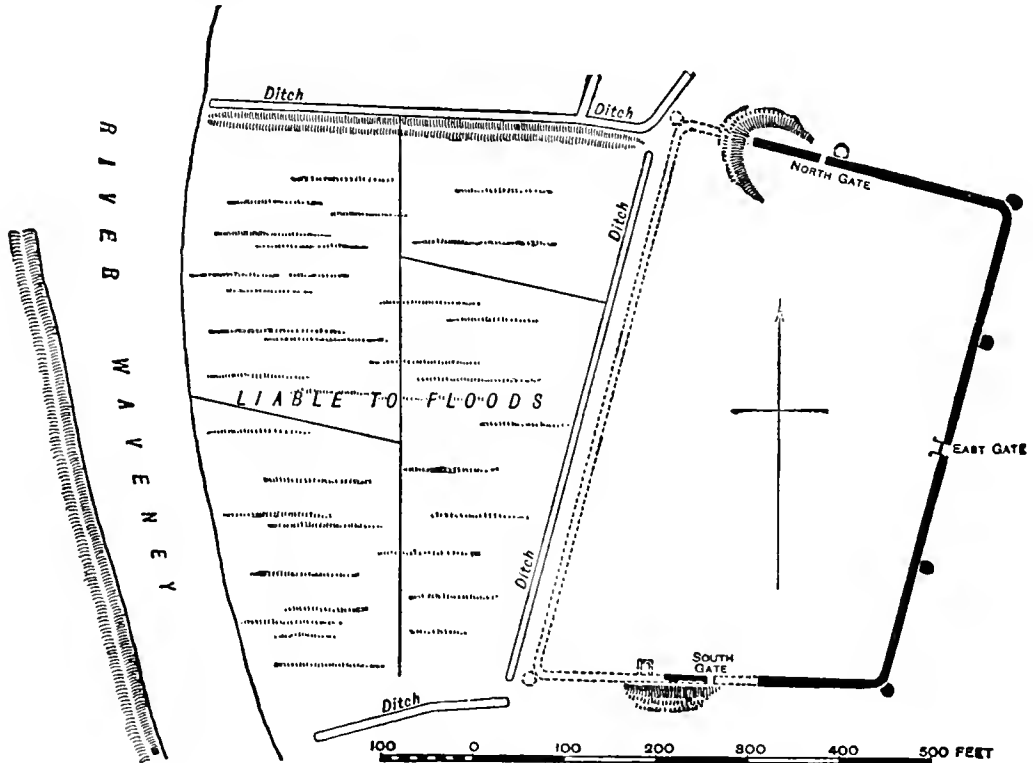 Ditch
Ditch
RIVER WAVENEY
NORTH GATE
Ditch
LIABLE TO FLOODS
EAST GATE
Ditch
SOUTH GATE
Ditch
100 0 100 200 300 400 500 FEET